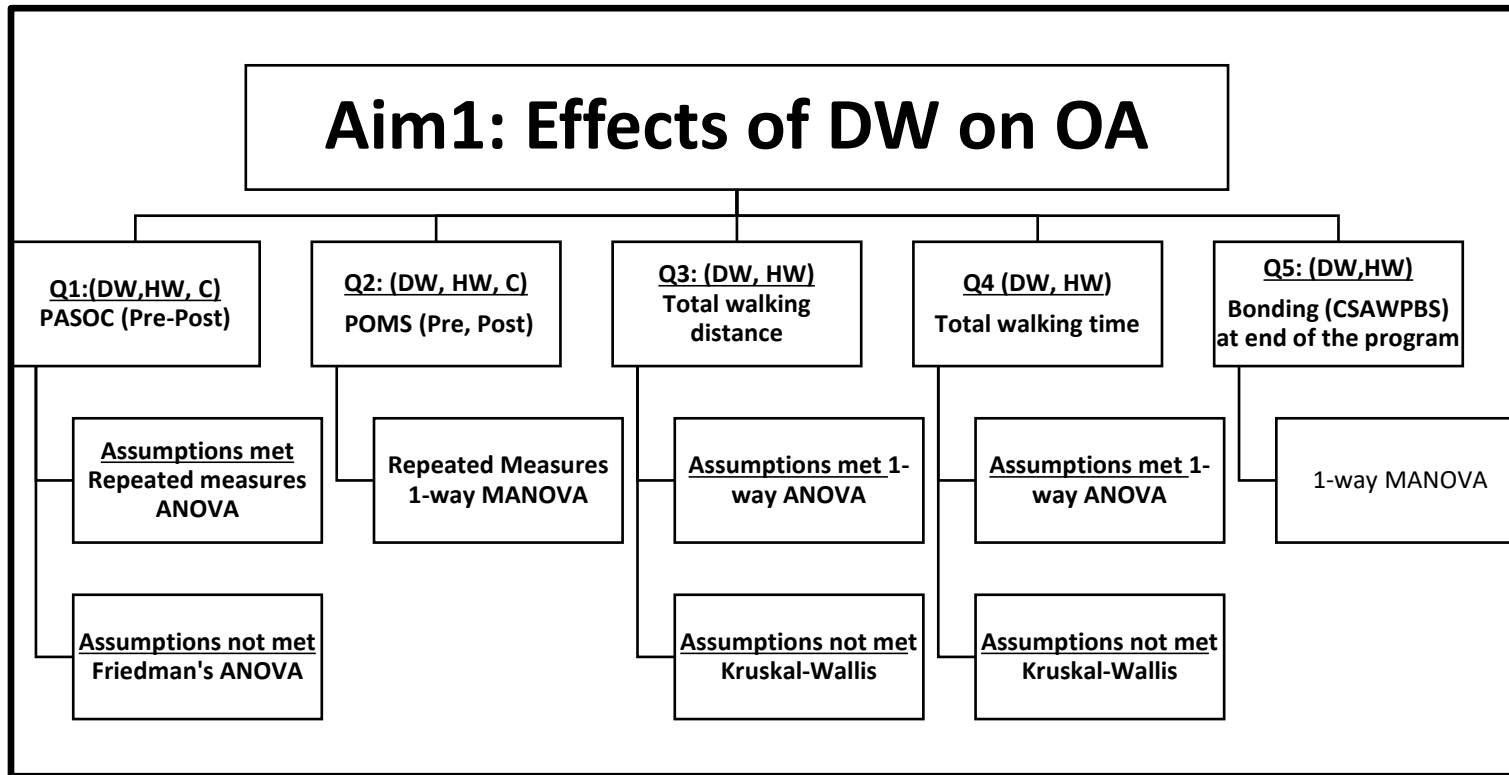 Aim1: Effects of DW on OA
Q1:(DW,HW, C)
PASOC (Pre-Post)
Assumptions met
Repeated measures
ANOVA
Assumptions not met
Friedman's ANOVA
Q2: (DW, HW, C)
POMS (Pre, Post)
Repeated Measures
1-way MANOVA
Q3: (DW, HW)
Total walking
distance
Assumptions met 1-
way ANOVA
Assumptions not met
Kruskal-Wallis
Q4 (DW, HW)
Total walking time
Assumptions met 1-
way ANOVA
Assumptions not met
Kruskal-Wallis
Q5: (DW,HW)
Bonding (CSAWPBS)
at end of the program
1-way MANOVA